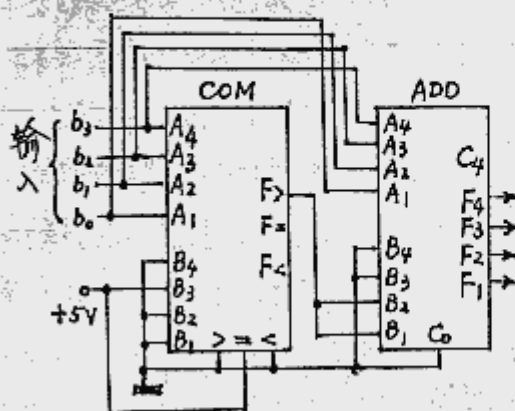 COM
ADD
输入
b₃
b₂
b₁
b₀
A₄
A₃
A₂
A₁
B₄
B₃
B₂
B₁
F>
F=
F<
> = <
+5V
A₄
A₃
A₂
A₁
B₄
B₃
B₂
B₁
C₄
F₄
F₃
F₂
F₁
C₀